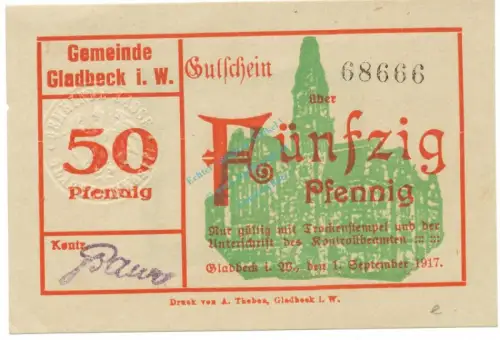 Gemeinde
Gladbeck i. W.
50
Pfennig
Kontr.
Gutschein 68666
über
Fünfzig
Pfennig
Nur gültig mit Trockenstempel und der
Unterschrift des Kontrollbeamten
Gladbeck i. W., den 1. September 1917.
Druck von A. Theben, Gladbeck i. W.
e